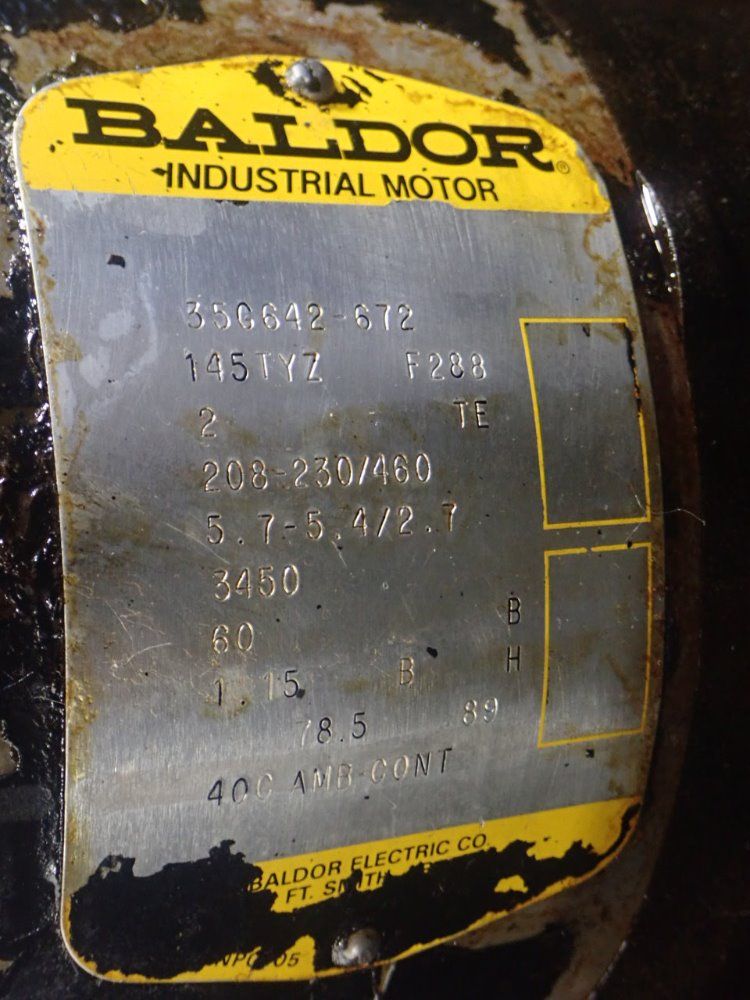 BALDOR®
INDUSTRIAL MOTOR
35G642-672
145TYZ F288
2 TE
208-230/460
5.7-5.4/2.7
3450
60 B
1.15 B H
78.5 89
40C AMB-CONT
BALDOR ELECTRIC CO.
FT.